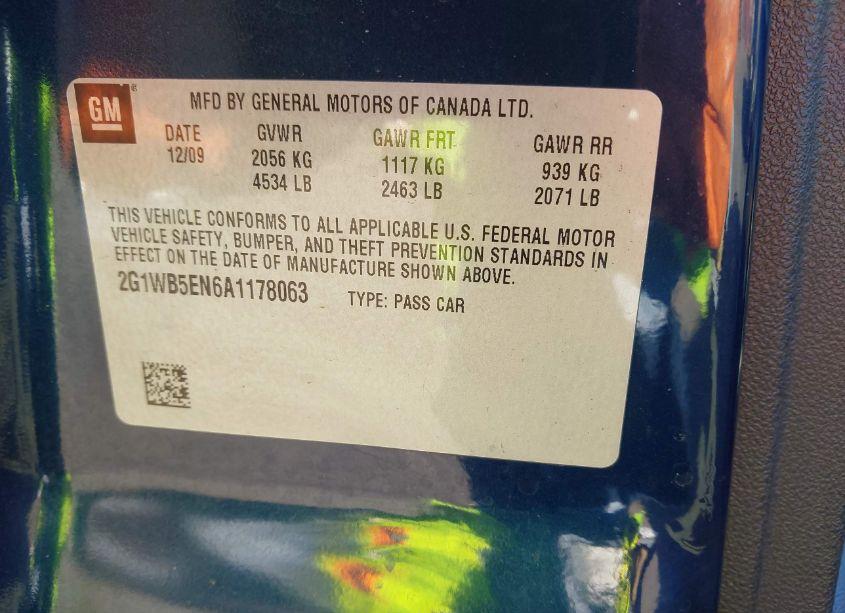 GM
MFD BY GENERAL MOTORS OF CANADA LTD.
DATE GVWR GAWR FRT GAWR RR
12/09 2056 KG 1117 KG 939 KG
4534 LB 2463 LB 2071 LB
THIS VEHICLE CONFORMS TO ALL APPLICABLE U.S. FEDERAL MOTOR
VEHICLE SAFETY, BUMPER, AND THEFT PREVENTION STANDARDS IN
EFFECT ON THE DATE OF MANUFACTURE SHOWN ABOVE.
2G1WB5EN6A1178063 TYPE: PASS CAR